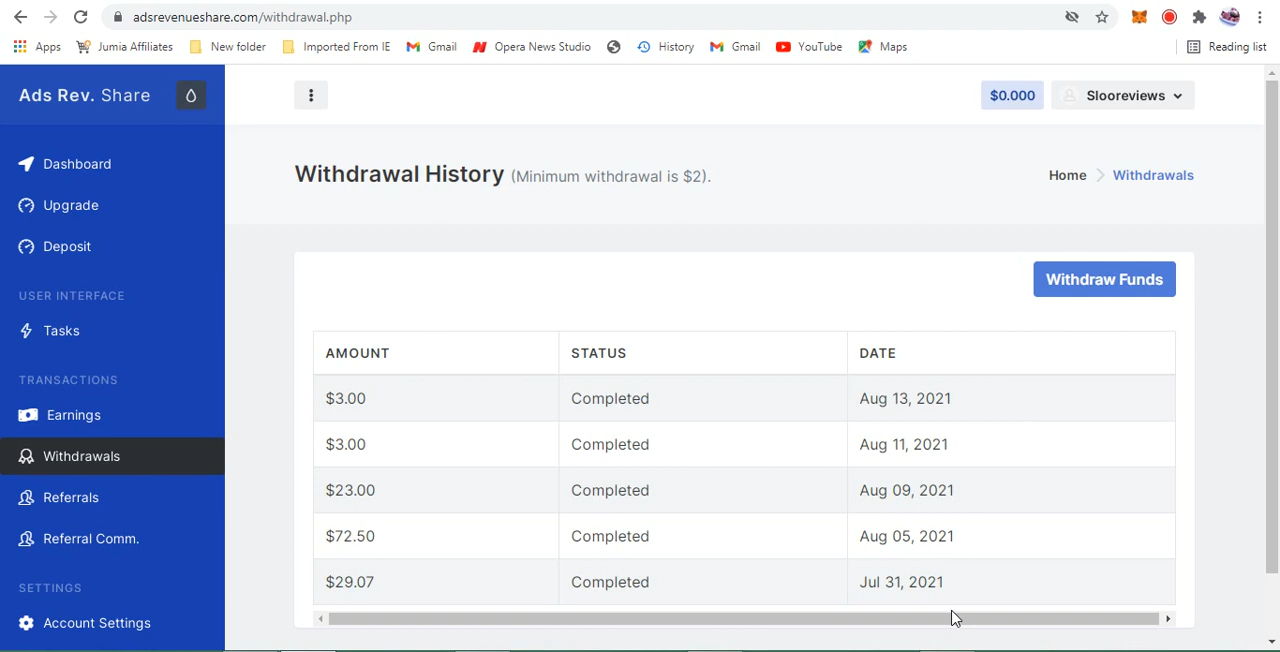 adsrevenueshare.com/withdrawal.php
Apps Jumia Affiliates New folder Imported From IE Gmail Opera News Studio History Gmail YouTube Maps Reading list
Ads Rev. Share
$0.000 Slooreviews
Dashboard
Upgrade
Deposit
USER INTERFACE
Tasks
TRANSACTIONS
Earnings
Withdrawals
Referrals
Referral Comm.
SETTINGS
Account Settings
Withdrawal History (Minimum withdrawal is $2).
Home Withdrawals
Withdraw Funds
AMOUNT STATUS DATE
$3.00 Completed Aug 13, 2021
$3.00 Completed Aug 11, 2021
$23.00 Completed Aug 09, 2021
$72.50 Completed Aug 05, 2021
$29.07 Completed Jul 31, 2021